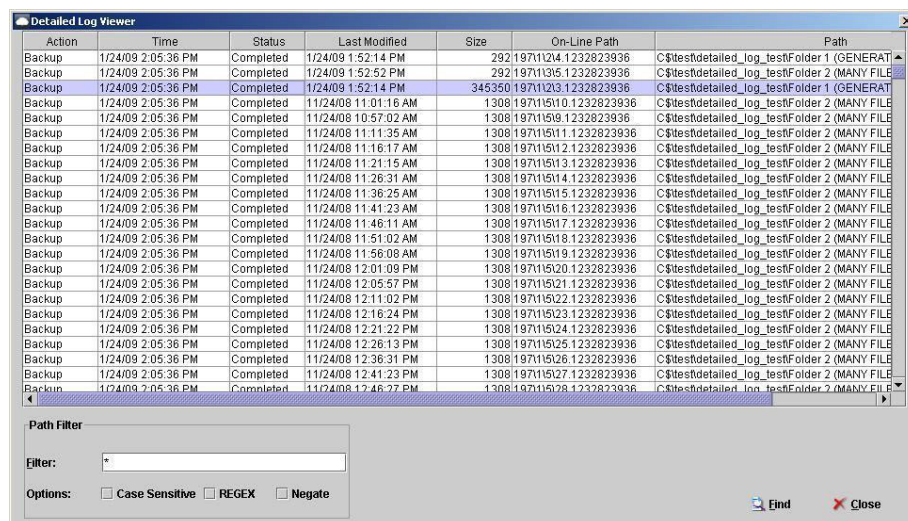 Detailed Log Viewer
Action Time Status Last Modified Size On-Line Path Path
Backup 1/24/09 2:05:36 PM Completed 1/24/09 1:52:14 PM 292 197\1\2\4.1232823936 C$\test\detailed_log_test\Folder 1 (GENERAT
Backup 1/24/09 2:05:36 PM Completed 1/24/09 1:52:52 PM 292 197\1\3\5.1232823936 C$\test\detailed_log_test\Folder 2 (MANY FILE
Backup 1/24/09 2:05:36 PM Completed 1/24/09 1:52:14 PM 345350 197\1\2\3.1232823936 C$\test\detailed_log_test\Folder 1 (GENERAT
Backup 1/24/09 2:05:36 PM Completed 11/24/08 11:01:16 AM 1308 197\1\5\10.1232823936 C$\test\detailed_log_test\Folder 2 (MANY FILE
Backup 1/24/09 2:05:36 PM Completed 11/24/08 10:57:02 AM 1308 197\1\5\9.1232823936 C$\test\detailed_log_test\Folder 2 (MANY FILE
Backup 1/24/09 2:05:36 PM Completed 11/24/08 11:11:35 AM 1308 197\1\5\11.1232823936 C$\test\detailed_log_test\Folder 2 (MANY FILE
Backup 1/24/09 2:05:36 PM Completed 11/24/08 11:16:17 AM 1308 197\1\5\12.1232823936 C$\test\detailed_log_test\Folder 2 (MANY FILE
Backup 1/24/09 2:05:36 PM Completed 11/24/08 11:21:15 AM 1308 197\1\5\13.1232823936 C$\test\detailed_log_test\Folder 2 (MANY FILE
Backup 1/24/09 2:05:36 PM Completed 11/24/08 11:26:31 AM 1308 197\1\5\14.1232823936 C$\test\detailed_log_test\Folder 2 (MANY FILE
Backup 1/24/09 2:05:36 PM Completed 11/24/08 11:36:25 AM 1308 197\1\5\15.1232823936 C$\test\detailed_log_test\Folder 2 (MANY FILE
Backup 1/24/09 2:05:36 PM Completed 11/24/08 11:41:23 AM 1308 197\1\5\16.1232823936 C$\test\detailed_log_test\Folder 2 (MANY FILE
Backup 1/24/09 2:05:36 PM Completed 11/24/08 11:46:11 AM 1308 197\1\5\17.1232823936 C$\test\detailed_log_test\Folder 2 (MANY FILE
Backup 1/24/09 2:05:36 PM Completed 11/24/08 11:51:02 AM 1308 197\1\5\18.1232823936 C$\test\detailed_log_test\Folder 2 (MANY FILE
Backup 1/24/09 2:05:36 PM Completed 11/24/08 11:56:08 AM 1308 197\1\5\19.1232823936 C$\test\detailed_log_test\Folder 2 (MANY FILE
Backup 1/24/09 2:05:36 PM Completed 11/24/08 12:01:09 PM 1308 197\1\5\20.1232823936 C$\test\detailed_log_test\Folder 2 (MANY FILE
Backup 1/24/09 2:05:36 PM Completed 11/24/08 12:05:57 PM 1308 197\1\5\21.1232823936 C$\test\detailed_log_test\Folder 2 (MANY FILE
Backup 1/24/09 2:05:36 PM Completed 11/24/08 12:11:02 PM 1308 197\1\5\22.1232823936 C$\test\detailed_log_test\Folder 2 (MANY FILE
Backup 1/24/09 2:05:36 PM Completed 11/24/08 12:16:24 PM 1308 197\1\5\23.1232823936 C$\test\detailed_log_test\Folder 2 (MANY FILE
Backup 1/24/09 2:05:36 PM Completed 11/24/08 12:21:22 PM 1308 197\1\5\24.1232823936 C$\test\detailed_log_test\Folder 2 (MANY FILE
Backup 1/24/09 2:05:36 PM Completed 11/24/08 12:26:13 PM 1308 197\1\5\25.1232823936 C$\test\detailed_log_test\Folder 2 (MANY FILE
Backup 1/24/09 2:05:36 PM Completed 11/24/08 12:36:31 PM 1308 197\1\5\26.1232823936 C$\test\detailed_log_test\Folder 2 (MANY FILE
Backup 1/24/09 2:05:36 PM Completed 11/24/08 12:41:23 PM 1308 197\1\5\27.1232823936 C$\test\detailed_log_test\Folder 2 (MANY FILE
Backup 1/24/09 2:05:36 PM Completed 11/24/08 12:46:27 PM 1308 197\1\5\28.1232823936 C$\test\detailed_log_test\Folder 2 (MANY FILE
Path Filter
Filter: *
Options: Case Sensitive REGEX Negate
Find Close